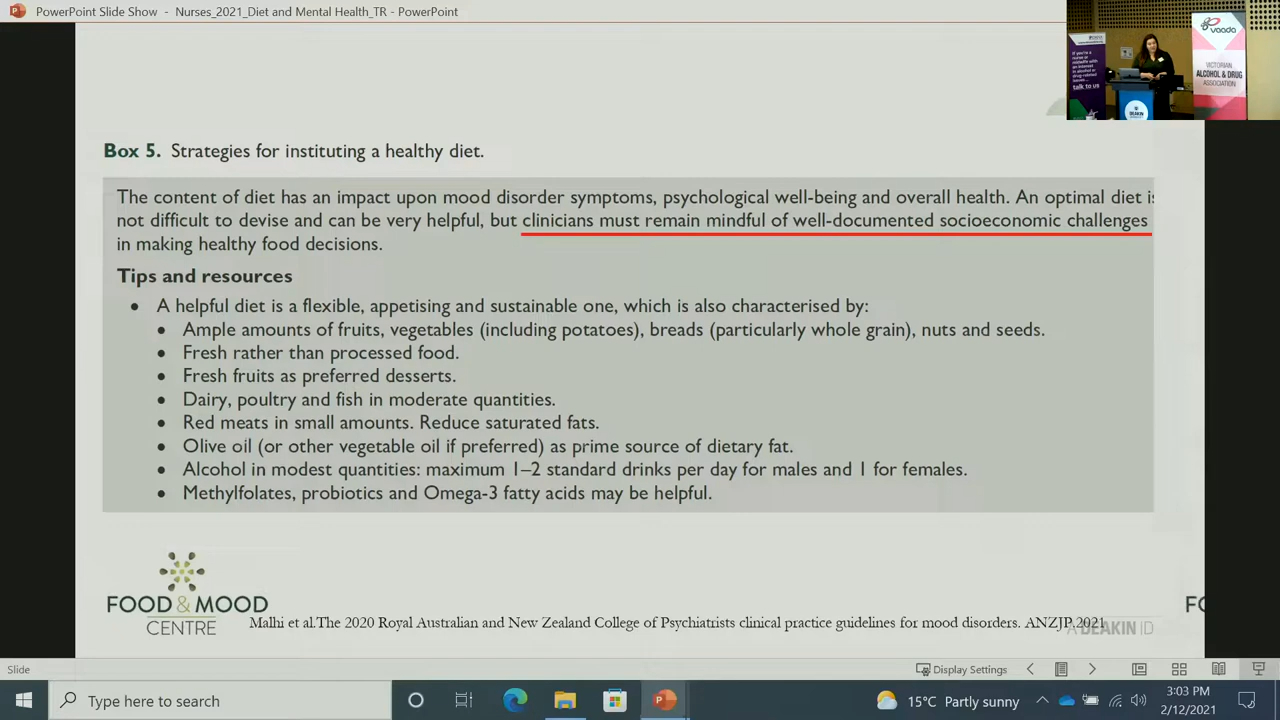 PowerPoint Slide Show - Nurses_2021_Diet and Mental Health_TR - PowerPoint
vaada
VICTORIAN
ALCOHOL & DRUG
ASSOCIATION
talk to us
DEAKIN
Box 5. Strategies for instituting a healthy diet.
The content of diet has an impact upon mood disorder symptoms, psychological well-being and overall health. An optimal diet is
not difficult to devise and can be very helpful, but clinicians must remain mindful of well-documented socioeconomic challenges
in making healthy food decisions.
Tips and resources
• A helpful diet is a flexible, appetising and sustainable one, which is also characterised by:
• Ample amounts of fruits, vegetables (including potatoes), breads (particularly whole grain), nuts and seeds.
• Fresh rather than processed food.
• Fresh fruits as preferred desserts.
• Dairy, poultry and fish in moderate quantities.
• Red meats in small amounts. Reduce saturated fats.
• Olive oil (or other vegetable oil if preferred) as prime source of dietary fat.
• Alcohol in modest quantities: maximum 1–2 standard drinks per day for males and 1 for females.
• Methylfolates, probiotics and Omega-3 fatty acids may be helpful.
FOOD & MOOD
CENTRE
Malhi et al.The 2020 Royal Australian and New Zealand College of Psychiatrists clinical practice guidelines for mood disorders. ANZJP,2021
A DEAKIN ID
FO
Slide
Display Settings
Type here to search
15°C Partly sunny
3:03 PM
2/12/2021